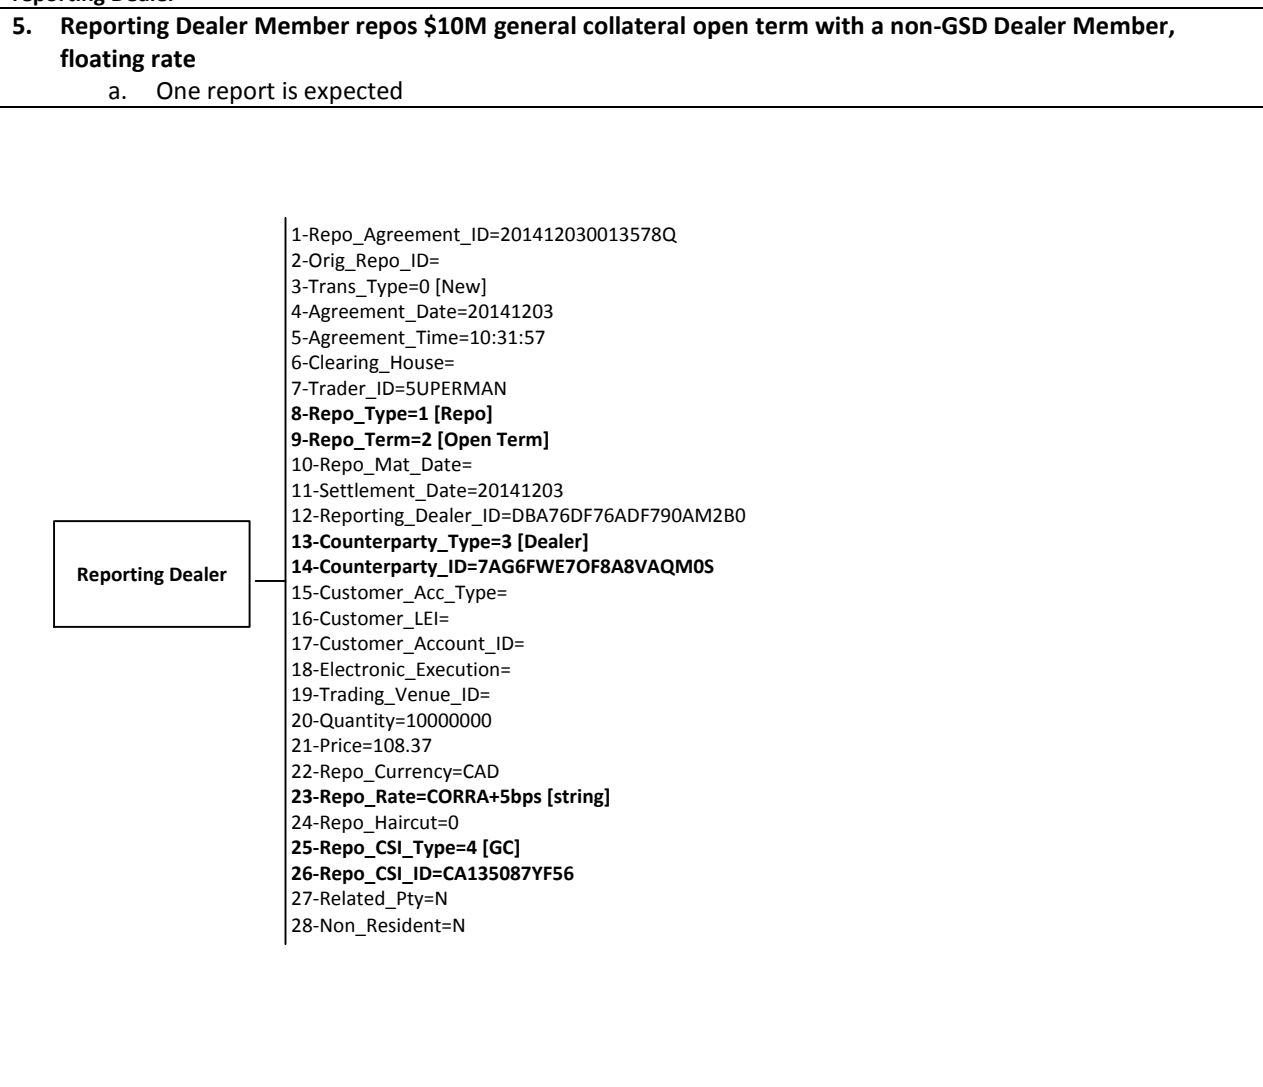 reporting Dealer
5. Reporting Dealer Member repos $10M general collateral open term with a non-GSD Dealer Member,
floating rate
a. One report is expected
1-Repo_Agreement_ID=201412030013578Q
2-Orig_Repo_ID=
3-Trans_Type=0 [New]
4-Agreement_Date=20141203
5-Agreement_Time=10:31:57
6-Clearing_House=
7-Trader_ID=5UPERMAN
8-Repo_Type=1 [Repo]
9-Repo_Term=2 [Open Term]
10-Repo_Mat_Date=
11-Settlement_Date=20141203
12-Reporting_Dealer_ID=DBA76DF76ADF790AM2B0
13-Counterparty_Type=3 [Dealer]
14-Counterparty_ID=7AG6FWE7OF8A8VAQM0S
Reporting Dealer
15-Customer_Acc_Type=
16-Customer_LEI=
17-Customer_Account_ID=
18-Electronic_Execution=
19-Trading_Venue_ID=
20-Quantity=10000000
21-Price=108.37
22-Repo_Currency=CAD
23-Repo_Rate=CORRA+5bps [string]
24-Repo_Haircut=0
25-Repo_CSI_Type=4 [GC]
26-Repo_CSI_ID=CA135087YF56
27-Related_Pty=N
28-Non_Resident=N